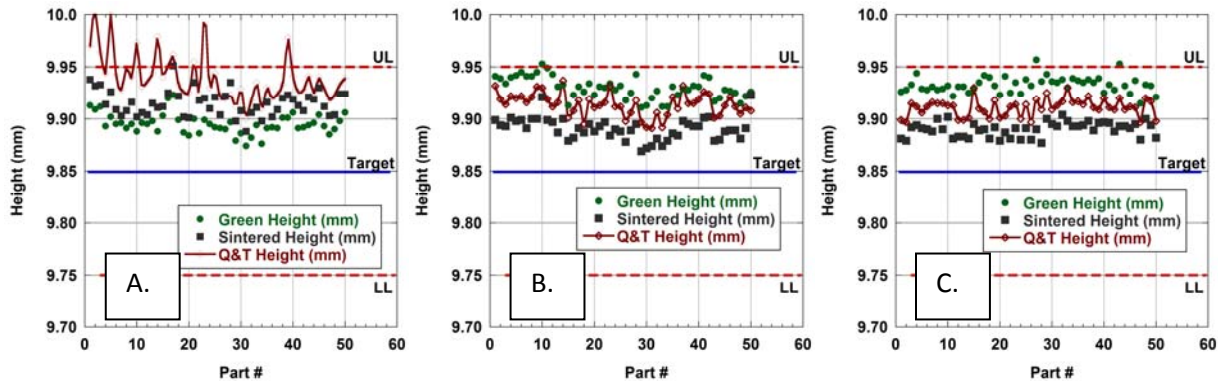 10.0
9.95
9.90
9.85
9.80
9.75
9.70
Height (mm)
UL
Target
Green Height (mm)
Sintered Height (mm)
Q&T Height (mm)
A.
LL
0 10 20 30 40 50 60
Part #
10.0
9.95
9.90
9.85
9.80
9.75
9.70
Height (mm)
UL
Target
Green Height (mm)
Sintered Height (mm)
Q&T Height (mm)
B.
LL
0 10 20 30 40 50 60
Part #
10.0
9.95
9.90
9.85
9.80
9.75
9.70
Height (mm)
UL
Target
Green Height (mm)
Sintered Height (mm)
Q&T Height (mm)
C.
LL
0 10 20 30 40 50 60
Part #